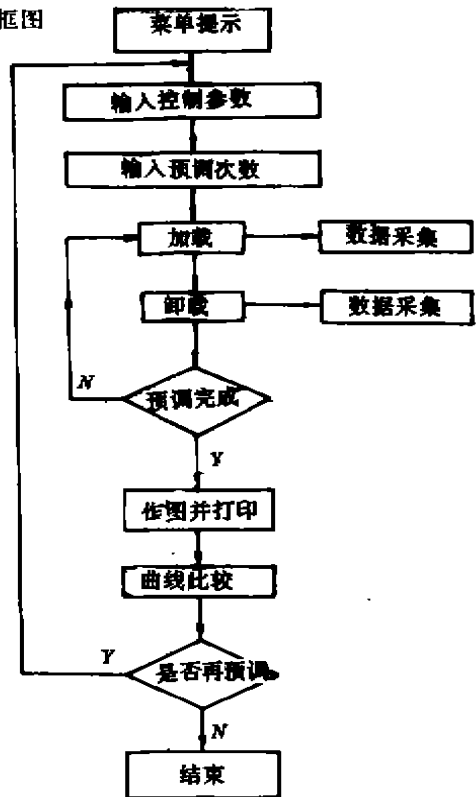 框图
菜单提示
输入控制参数
输入预调次数
加载
数据采集
卸载
数据采集
N
预调完成
Y
作图并打印
曲线比较
Y
是否再预调
N
结束